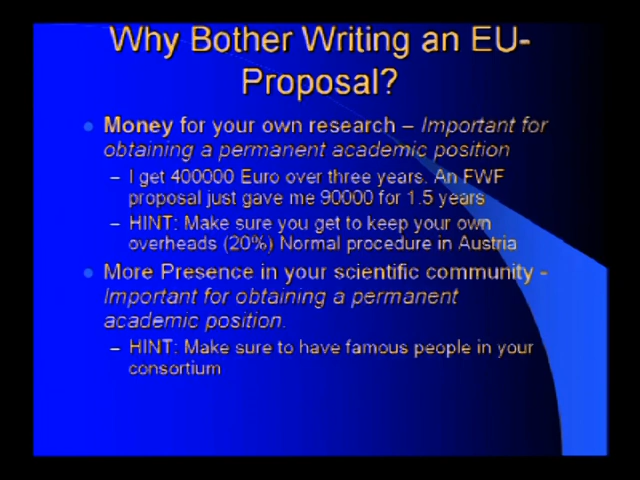 Why Bother Writing an EU-
Proposal?
Money for your own research – Important for
obtaining a permanent academic position
– I get 400000 Euro over three years. An FWF
proposal just gave me 90000 for 1.5 years
– HINT: Make sure you get to keep your own
overheads (20%) Normal procedure in Austria
More Presence in your scientific community -
Important for obtaining a permanent
academic position.
– HINT: Make sure to have famous people in your
consortium